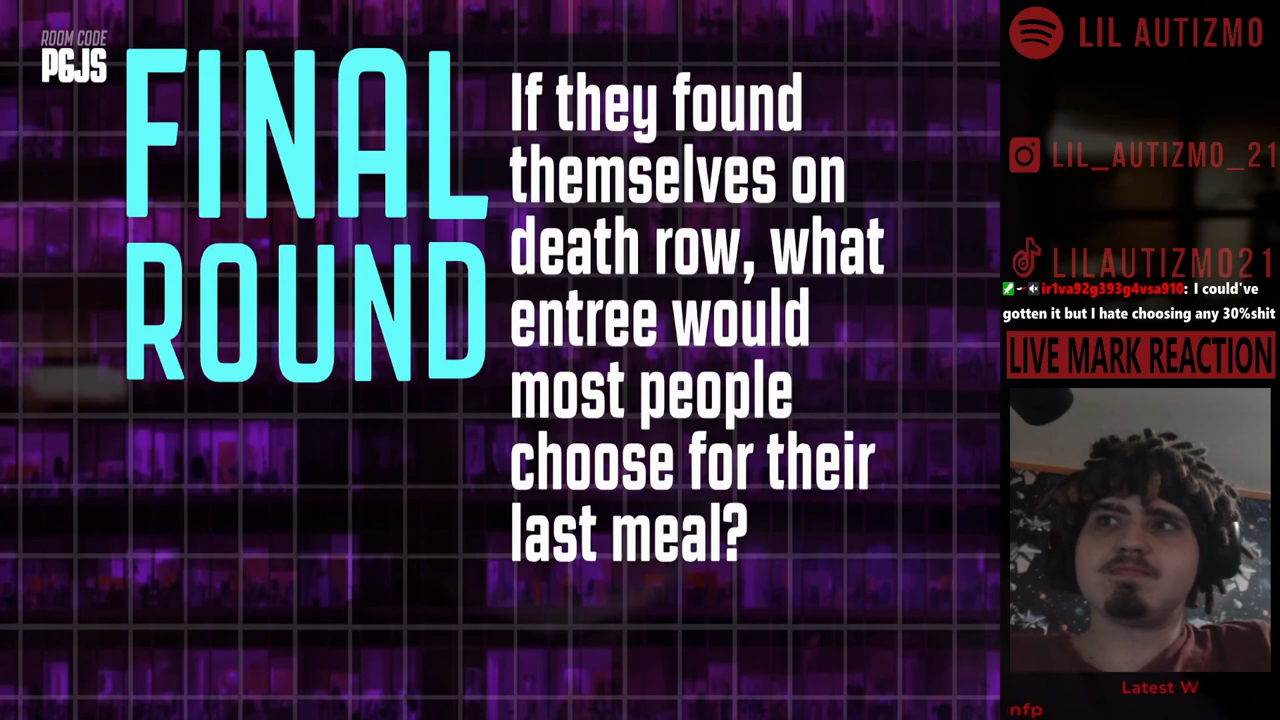 ROOM CODE
P6JS
FINAL
ROUND
If they found
themselves on
death row, what
entree would
most people
choose for their
last meal?
LIL AUTIZMO
LIL_AUTIZMO_21
LILAUTIZMO21
ir1va92g393g4vsa910: I could've
gotten it but I hate choosing any 30%shit
LIVE MARK REACTION
Latest W
nfp